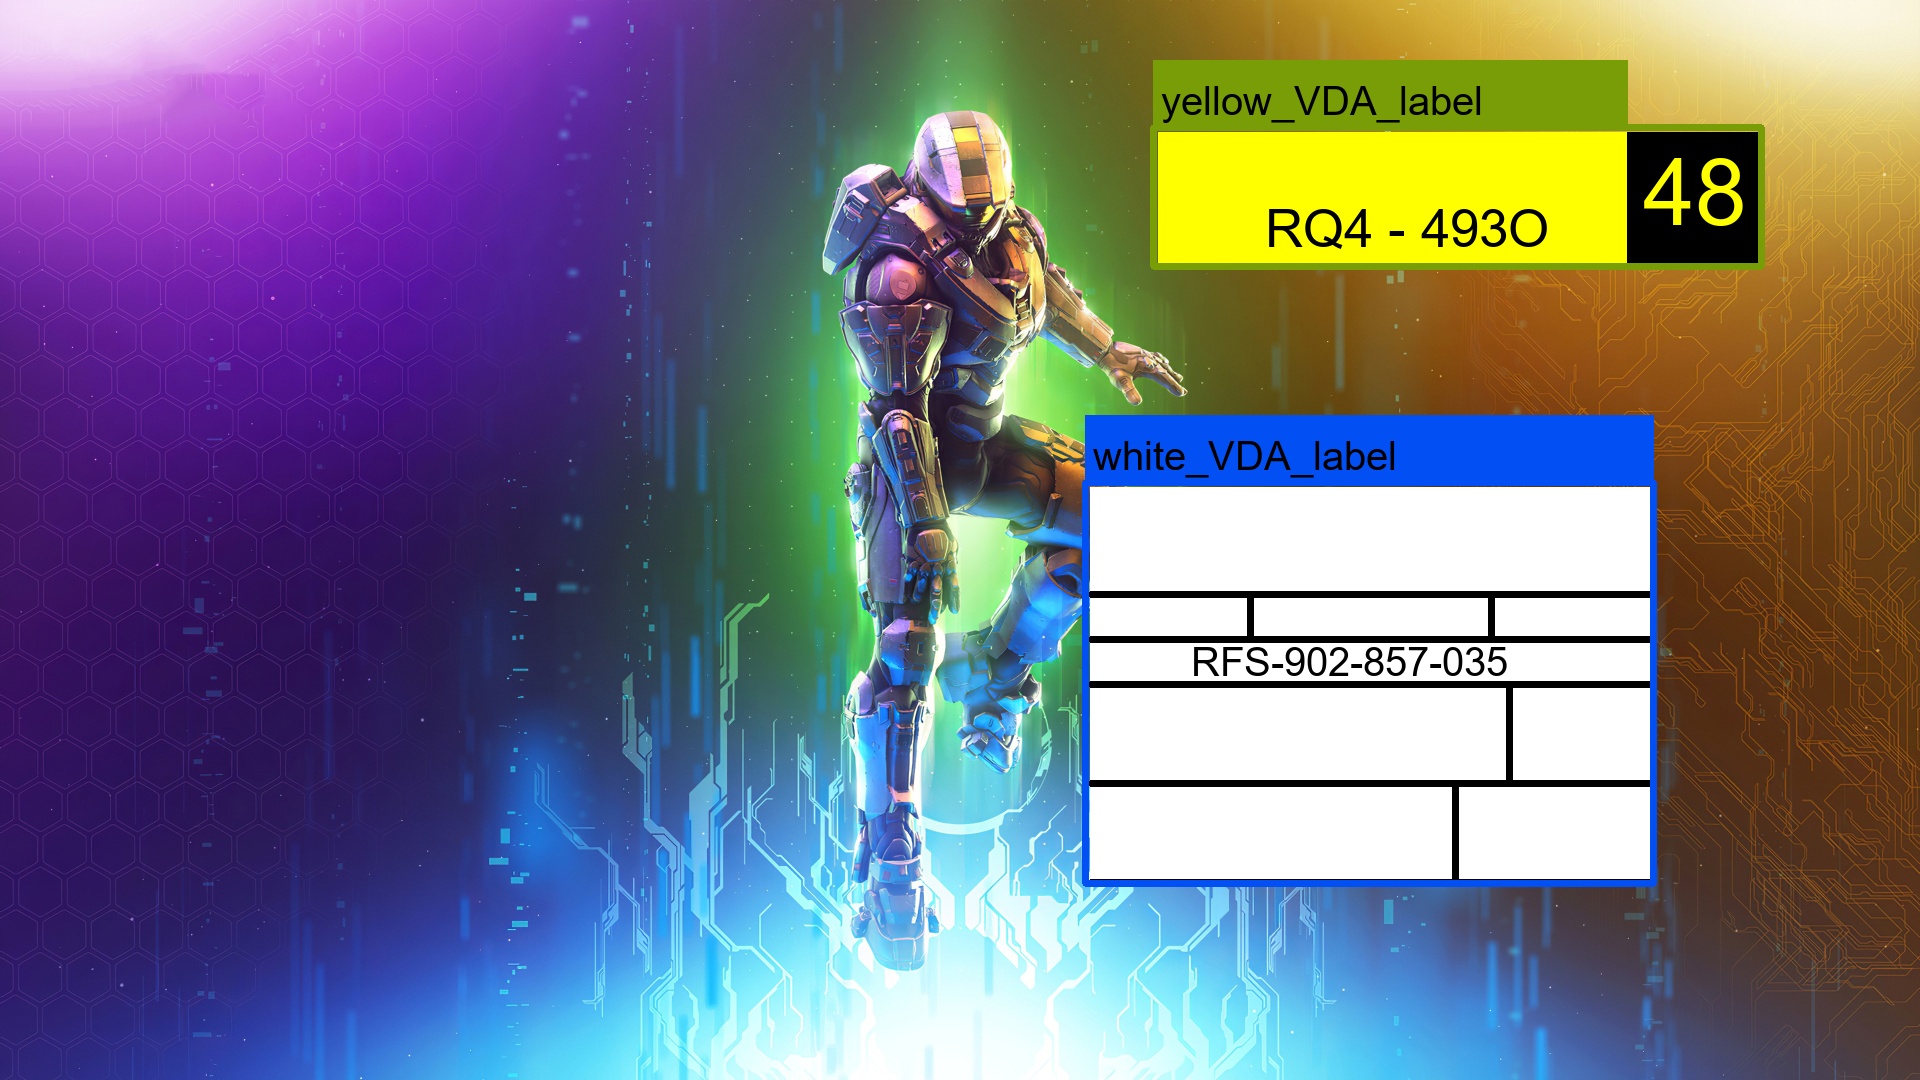 yellow_VDA_label
RQ4 - 493O
48
white_VDA_label
RFS-902-857-035